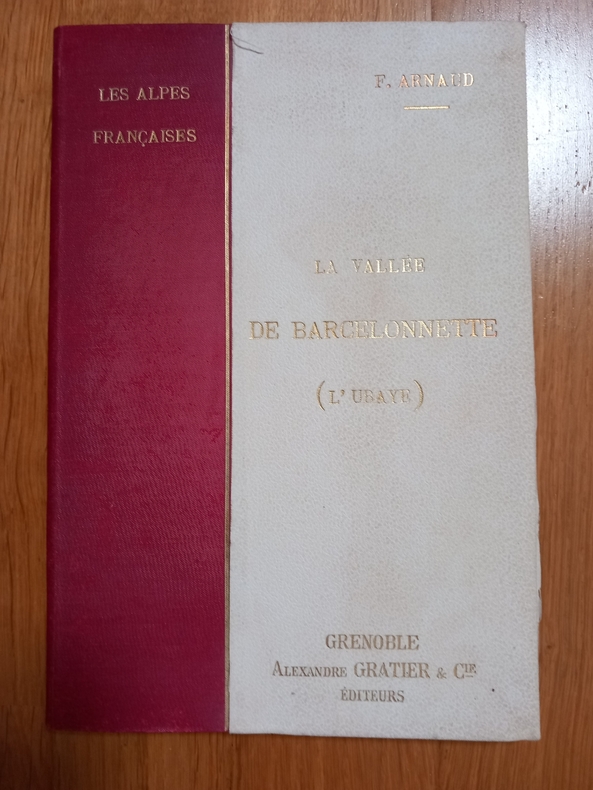 LES ALPES
FRANÇAISES
F. ARNAUD
LA VALLÉE
DE BARCELONNETTE
(L'UBAYE)
GRENOBLE
ALEXANDRE GRATIER & CIE
ÉDITEURS